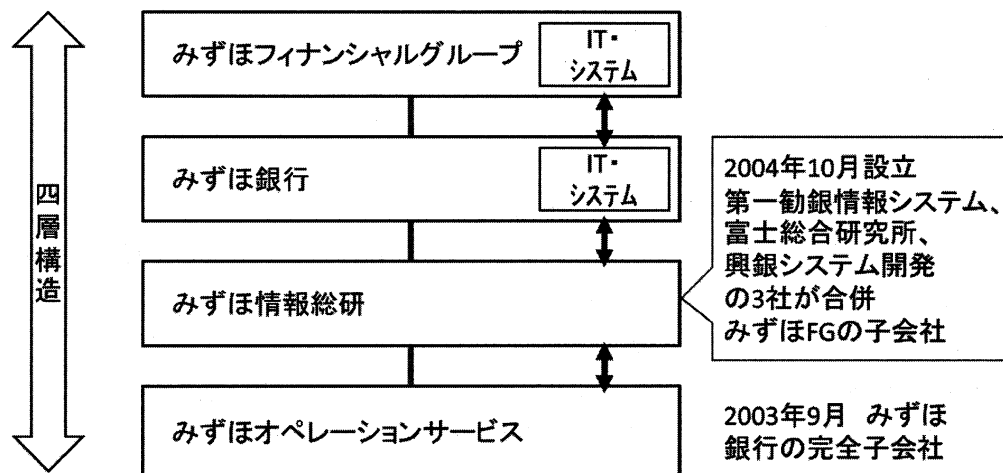 四層構造
みずほフィナンシャルグループ
IT・
システム
みずほ銀行
IT・
システム
みずほ情報総研
2004年10月設立
第一勧銀情報システム、
富士総合研究所、
興銀システム開発
の3社が合併
みずほFGの子会社
みずほオペレーションサービス
2003年9月 みずほ
銀行の完全子会社